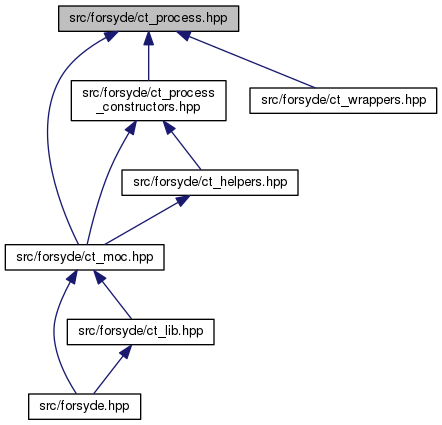 src/forsyde/ct_process.hpp
src/forsyde/ct_process
_constructors.hpp
src/forsyde/ct_wrappers.hpp
src/forsyde/ct_helpers.hpp
src/forsyde/ct_moc.hpp
src/forsyde/ct_lib.hpp
src/forsyde.hpp